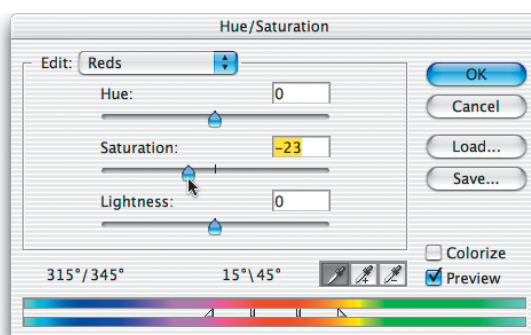 Hue/Saturation
Edit: Reds
OK
Hue: 0
Cancel
Saturation: -23
Load...
Save...
Lightness: 0
Colorize
315°/345° 15°\45° Preview